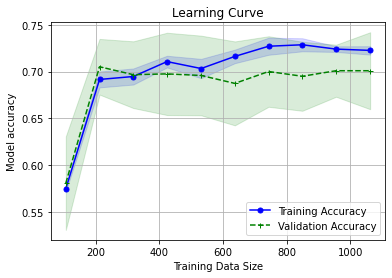 Learning Curve
0.75
0.70
0.65
0.60
0.55
Model accuracy
200
400
600
800
1000
Training Data Size
Training Accuracy
Validation Accuracy